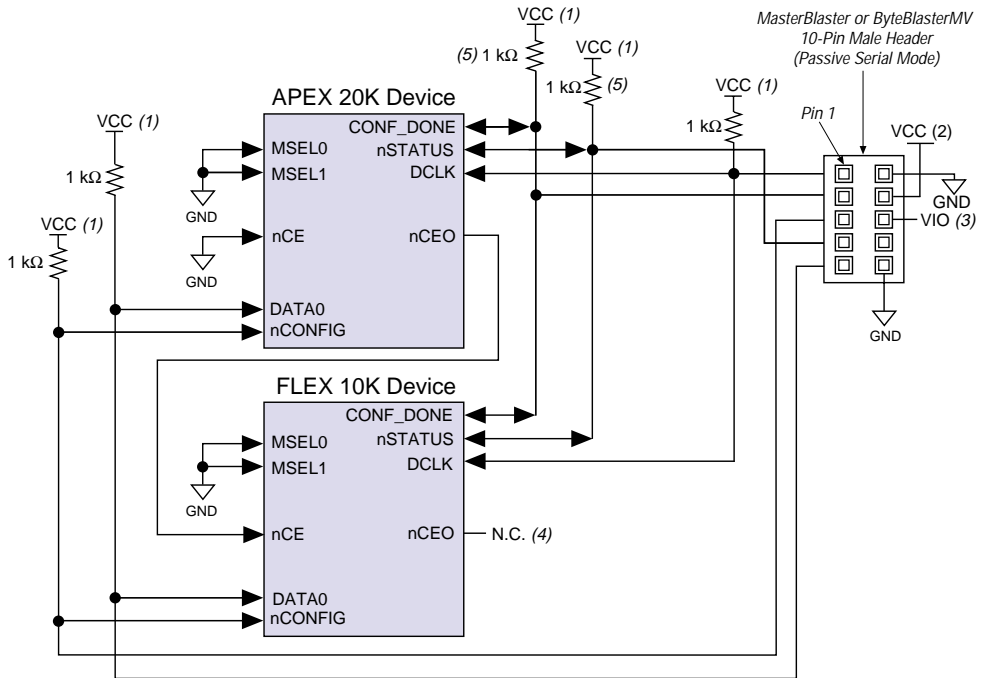 VCC (1)
(5) 1 kΩ
VCC (1)
1 kΩ (5)
MasterBlaster or ByteBlasterMV
10-Pin Male Header
(Passive Serial Mode)
VCC (1)
1 kΩ
Pin 1
VCC (2)
GND
VIO (3)
GND
VCC (1)
1 kΩ
VCC (1)
1 kΩ
APEX 20K Device
CONF_DONE
nSTATUS
DCLK
MSEL0
MSEL1
GND
nCE
nCEO
GND
DATA0
nCONFIG
FLEX 10K Device
CONF_DONE
nSTATUS
DCLK
MSEL0
MSEL1
GND
nCE
nCEO
N.C. (4)
DATA0
nCONFIG